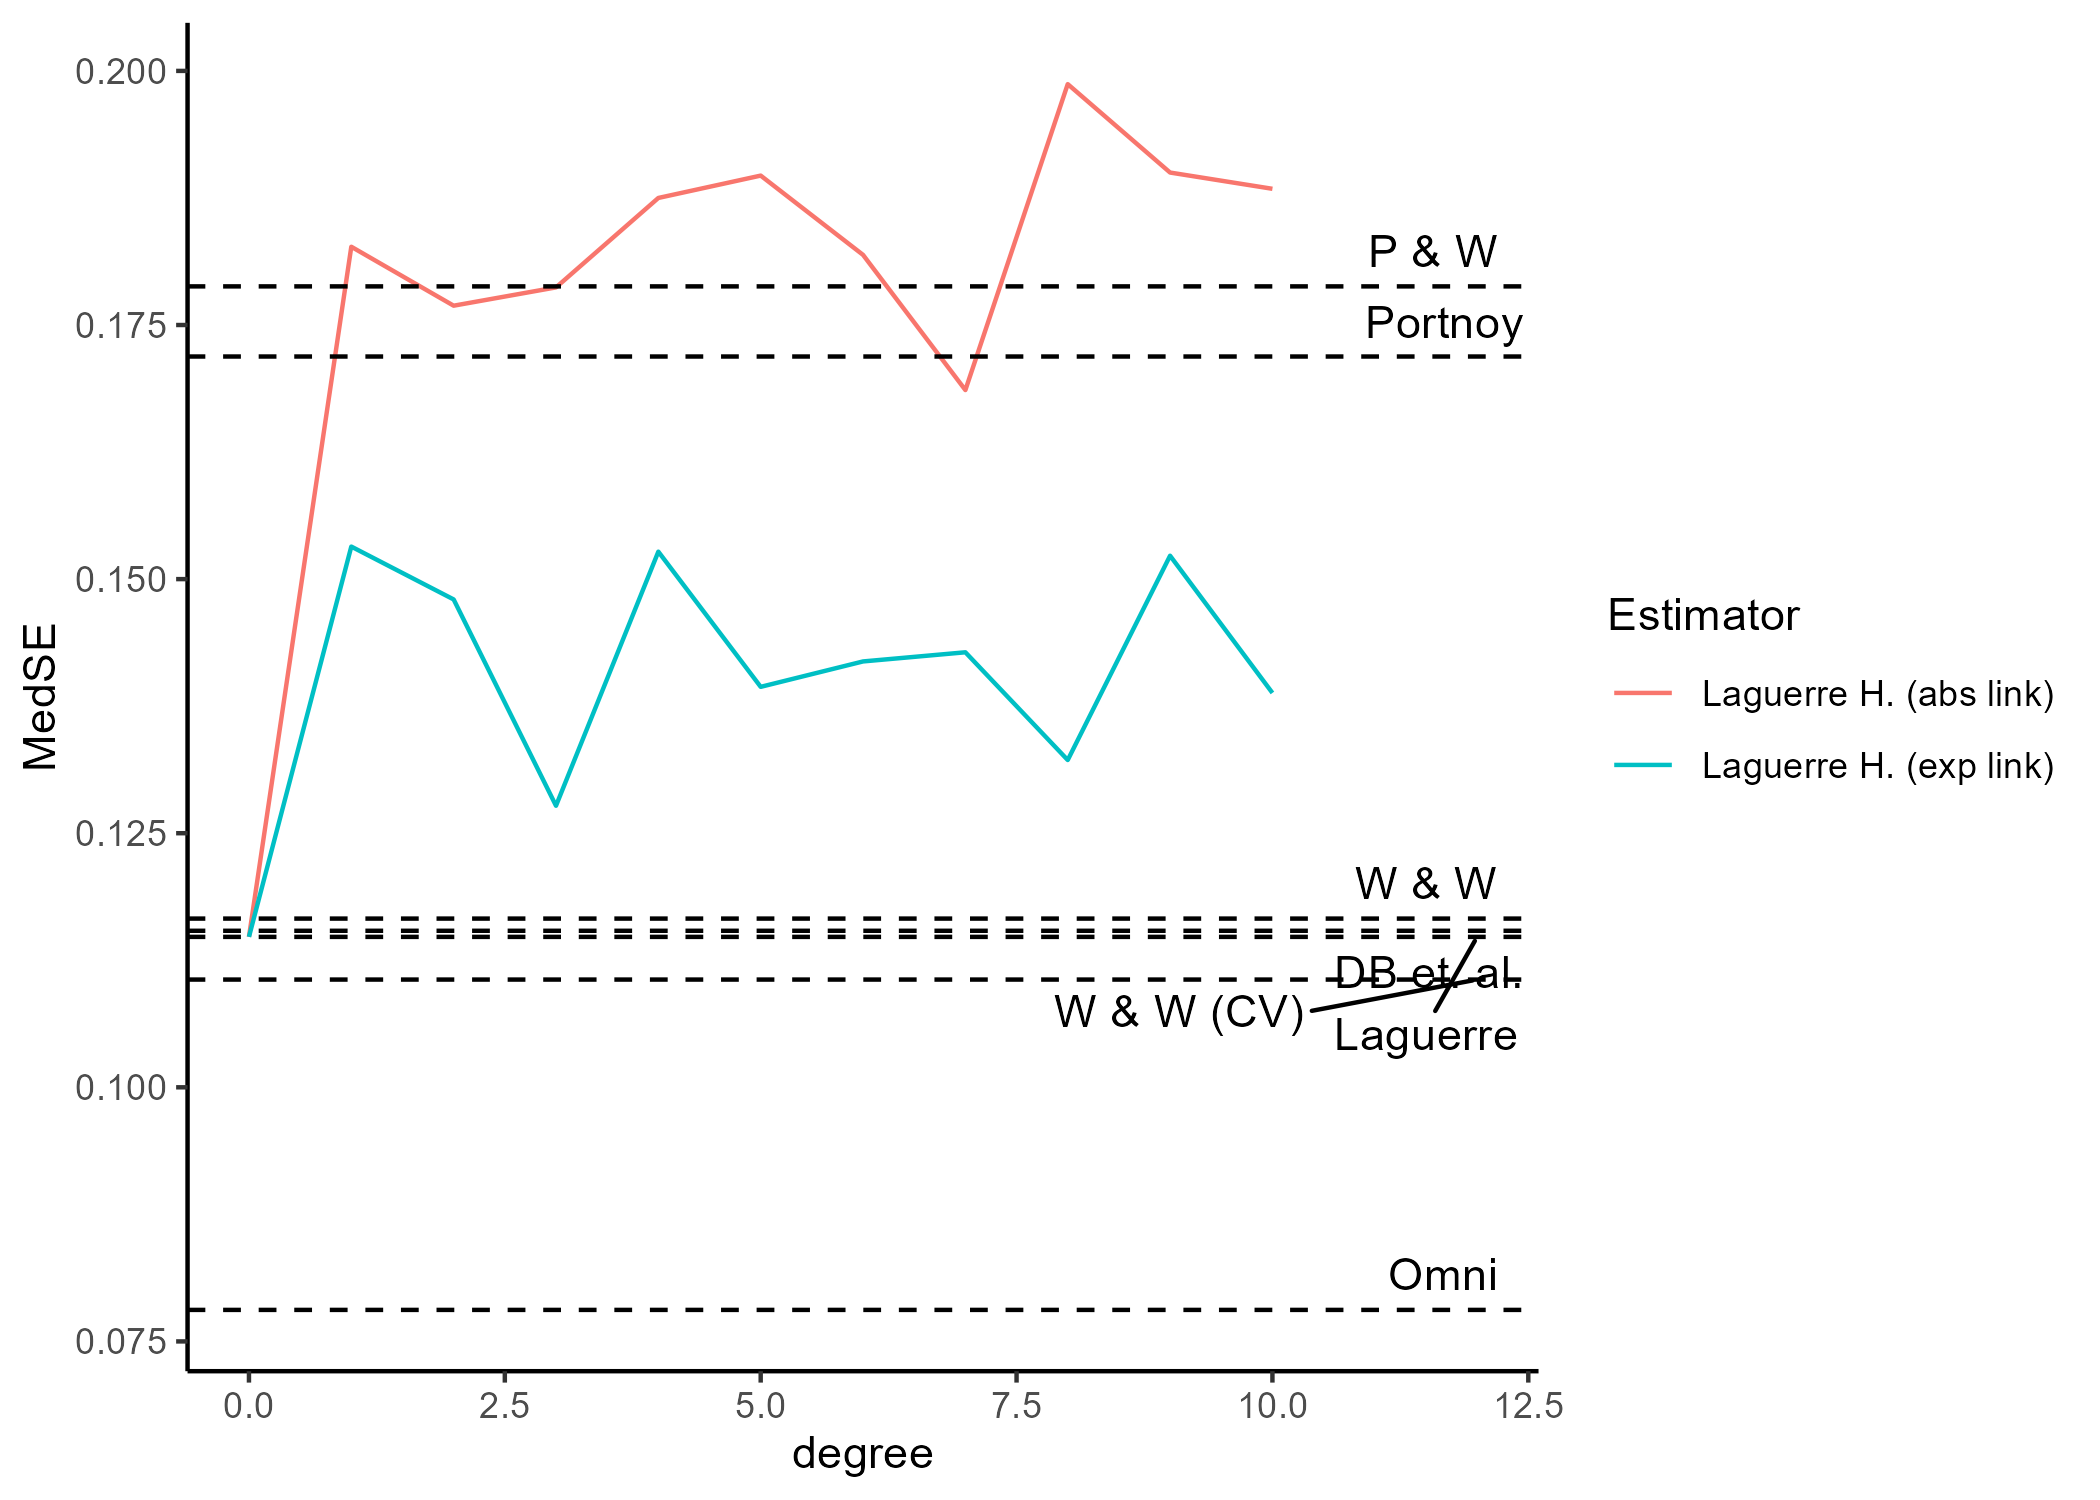 0.200
0.175
0.150
0.125
0.100
0.075
MedSE
P & W
Portnoy
W & W
DB et. al.
W & W (CV)
Laguerre
Omni
0.0
2.5
5.0
7.5
10.0
12.5
degree
Estimator
Laguerre H. (abs link)
Laguerre H. (exp link)